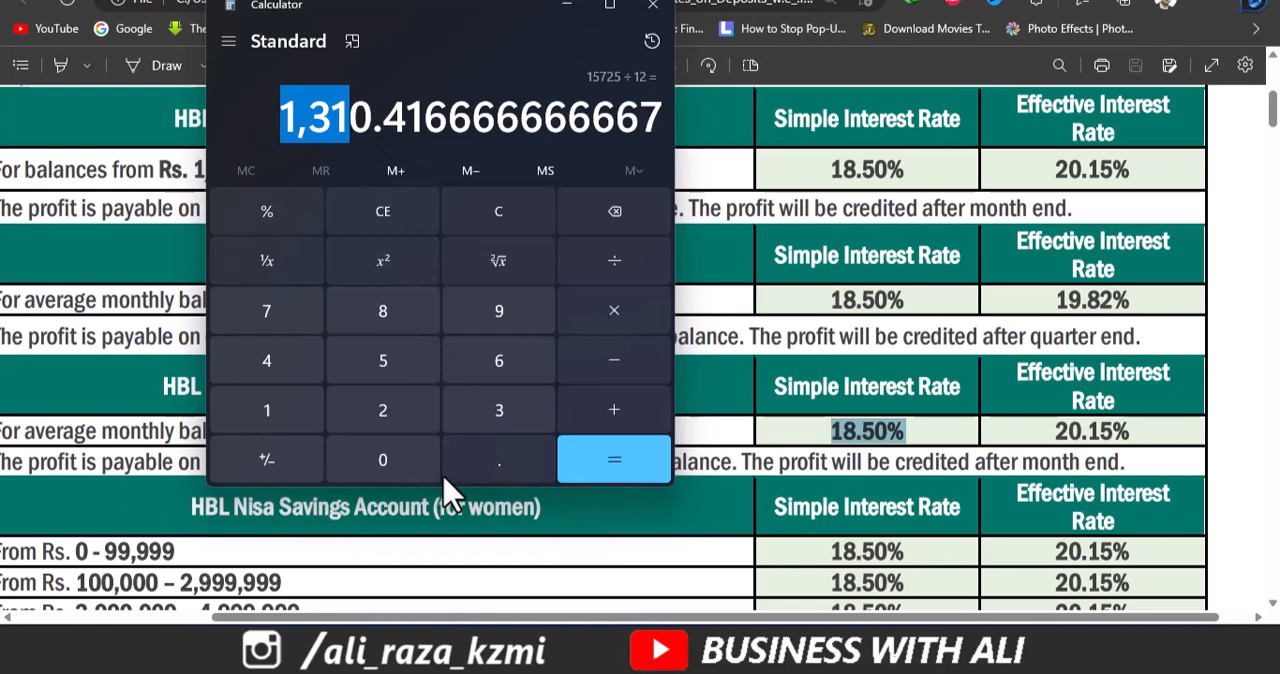 File
Calculator
YouTube
Google
The
Fin...
How to Stop Pop-U...
Download Movies T...
Photo Effects | Phot...
Standard
Draw
15725 ÷ 12 =
1,310.416666666667
MC MR M+ M− MS M
% CE C
¹/x x² ²√x ÷
7 8 9 ×
4 5 6 −
1 2 3 +
+/− 0 . =
HBL
Simple Interest Rate
Effective Interest Rate
For balances from Rs. 1,
18.50%
20.15%
The profit is payable on
. The profit will be credited after month end.
Simple Interest Rate
Effective Interest Rate
For average monthly bal
18.50%
19.82%
The profit is payable on
balance. The profit will be credited after quarter end.
HBL
Simple Interest Rate
Effective Interest Rate
For average monthly bal
18.50%
20.15%
The profit is payable on
alance. The profit will be credited after month end.
HBL Nisa Savings Account (for women)
Simple Interest Rate
Effective Interest Rate
From Rs. 0 - 99,999
18.50%
20.15%
From Rs. 100,000 – 2,999,999
18.50%
20.15%
/ali_raza_kzmi
BUSINESS WITH ALI